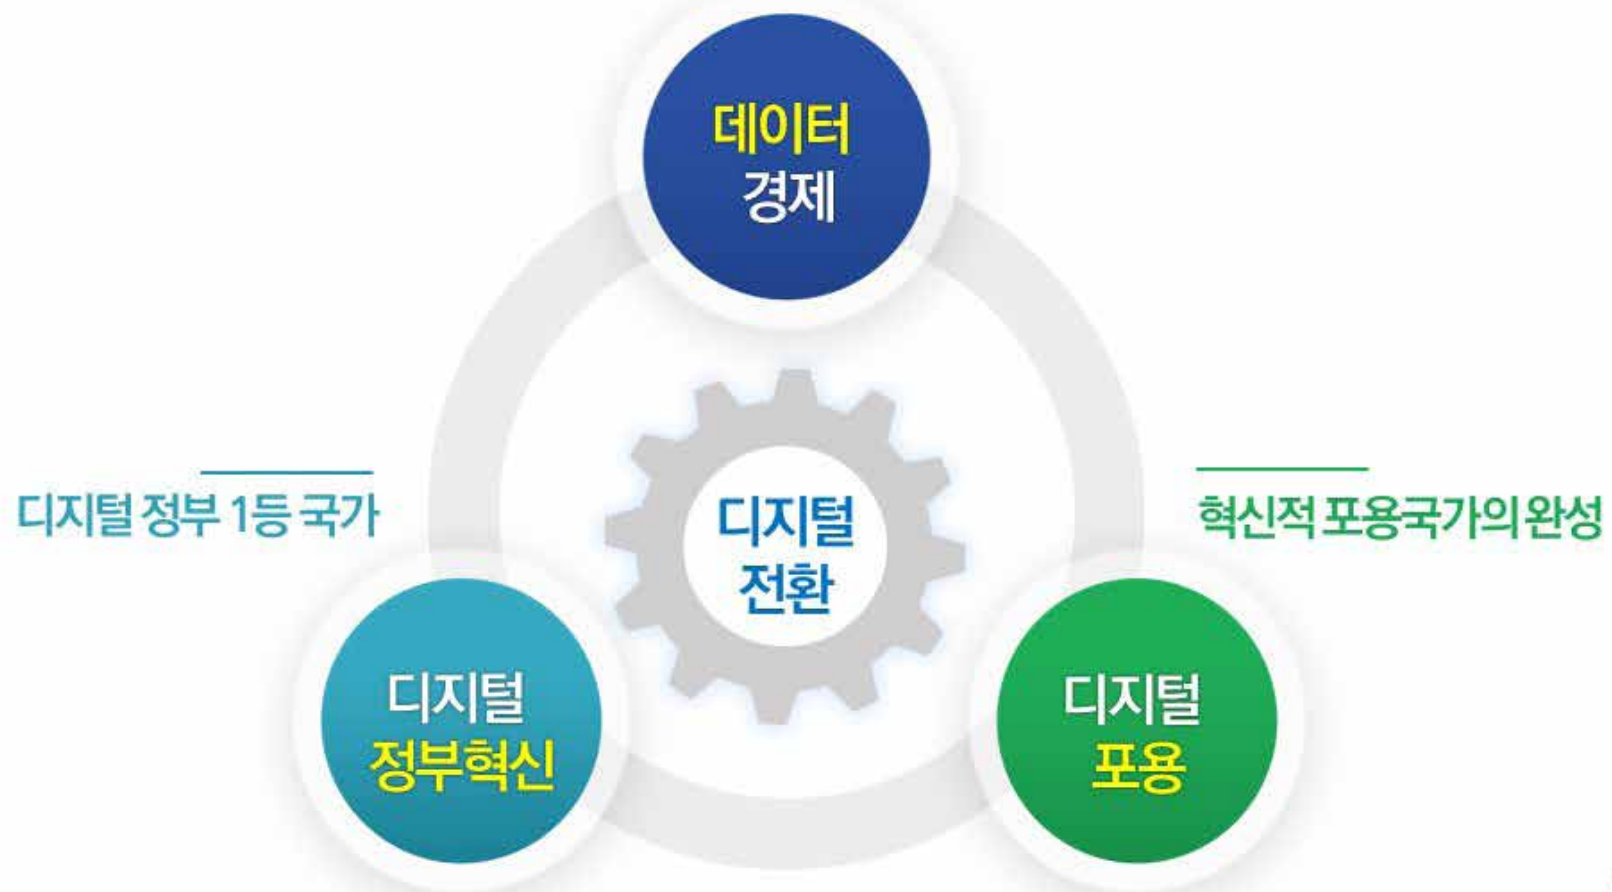 데이터
경제
디지털 정부 1등 국가
혁신적 포용국가의 완성
디지털
전환
디지털
정부혁신
디지털
포용